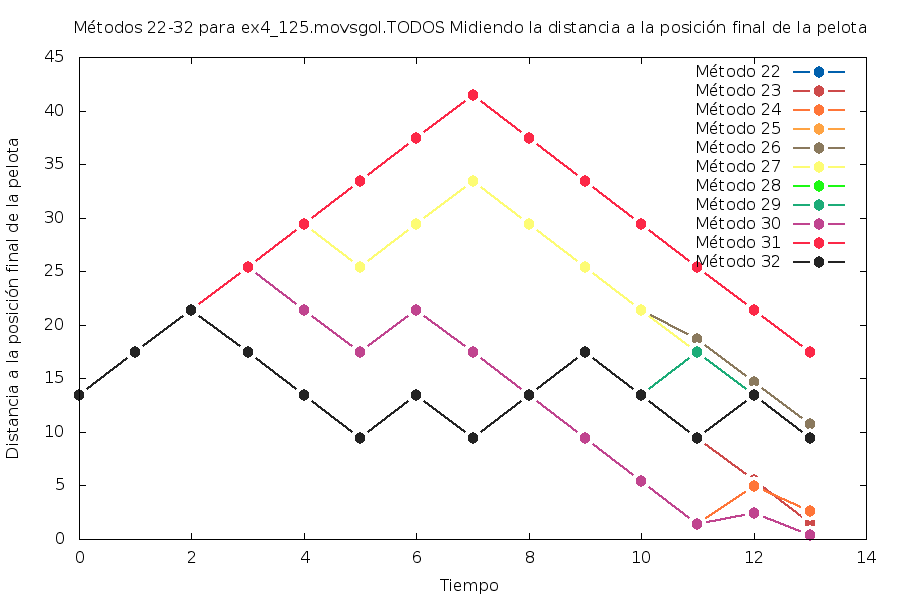 Métodos 22-32 para ex4_125.movsgol.TODOS Midiendo la distancia a la posición final de la pelota
Distancia a la posición final de la pelota
45
40
35
30
25
20
15
10
5
0
Método 22
Método 23
Método 24
Método 25
Método 26
Método 27
Método 28
Método 29
Método 30
Método 31
Método 32
0 2 4 6 8 10 12 14
Tiempo